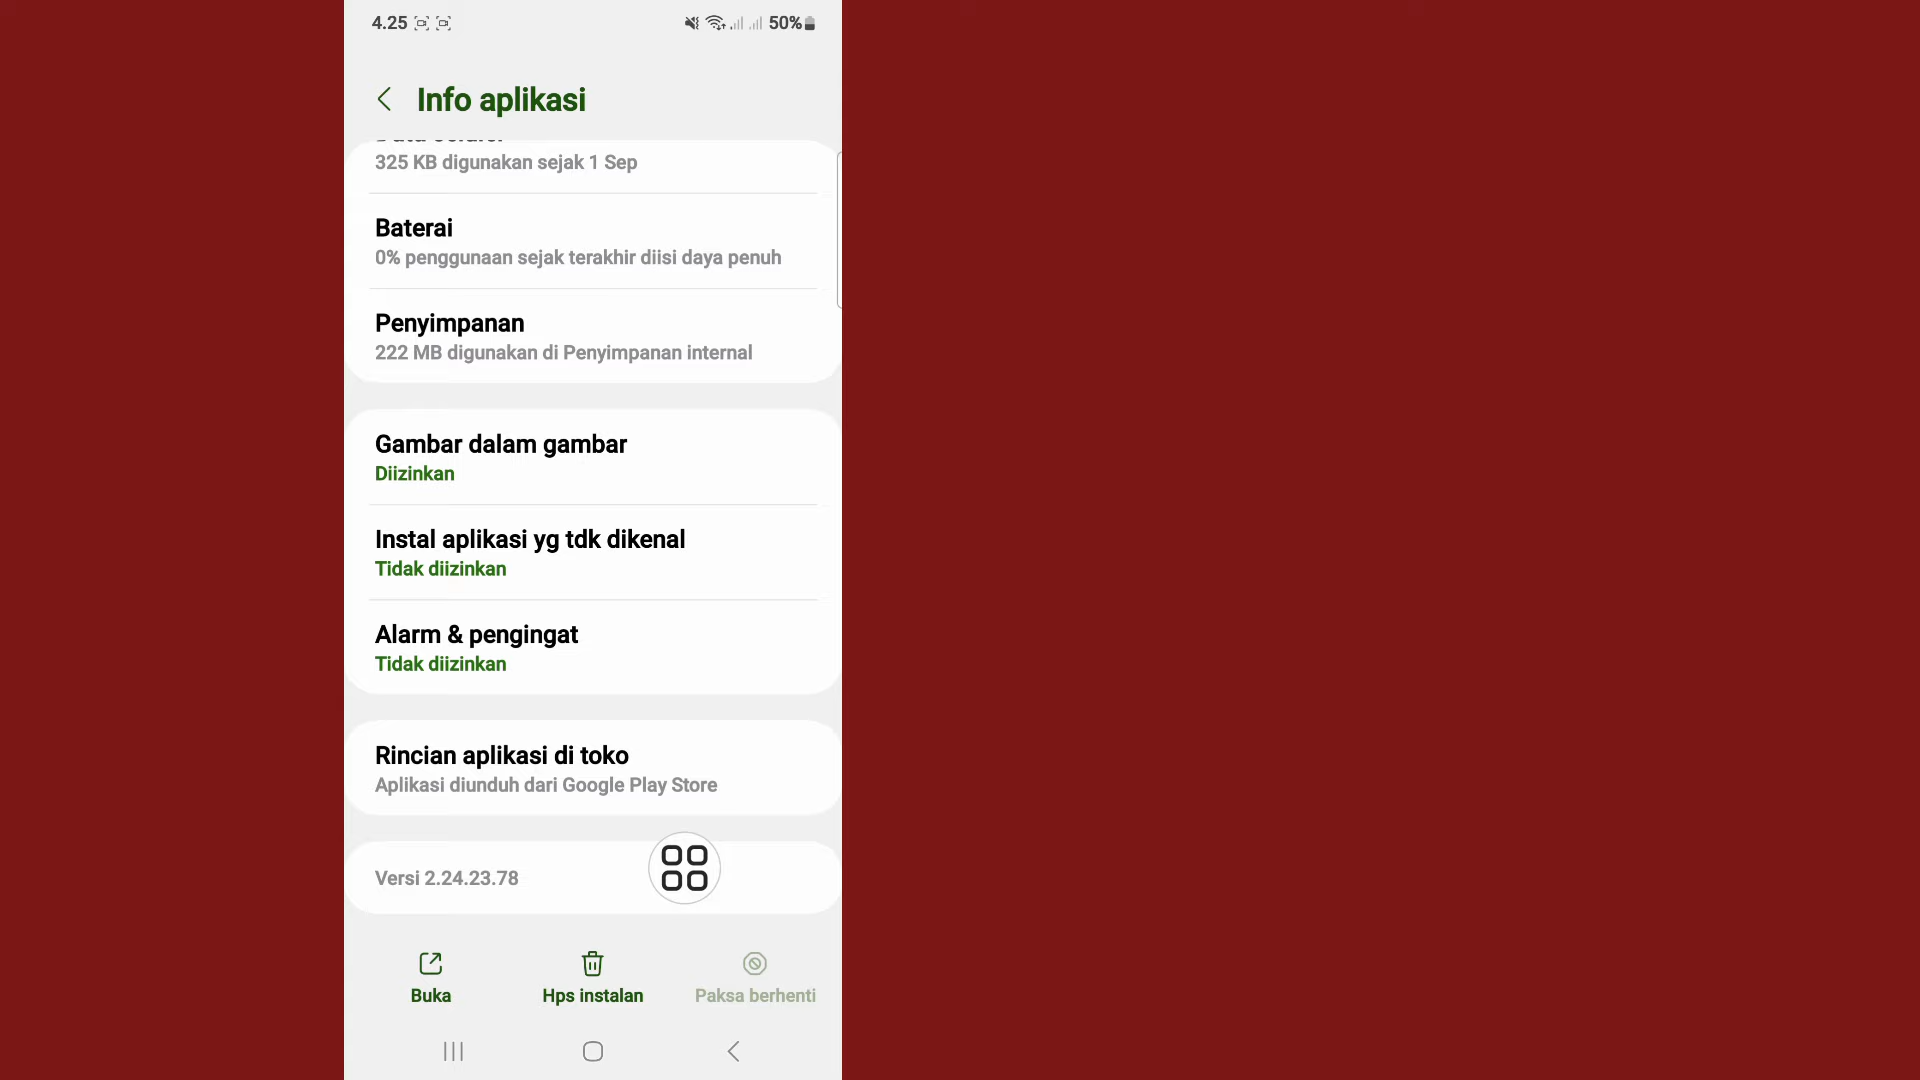 4.25
50%
Info aplikasi
325 KB digunakan sejak 1 Sep
Baterai
0% penggunaan sejak terakhir diisi daya penuh
Penyimpanan
222 MB digunakan di Penyimpanan internal
Gambar dalam gambar
Diizinkan
Instal aplikasi yg tdk dikenal
Tidak diizinkan
Alarm & pengingat
Tidak diizinkan
Rincian aplikasi di toko
Aplikasi diunduh dari Google Play Store
Versi 2.24.23.78
Buka
Hps instalan
Paksa berhenti